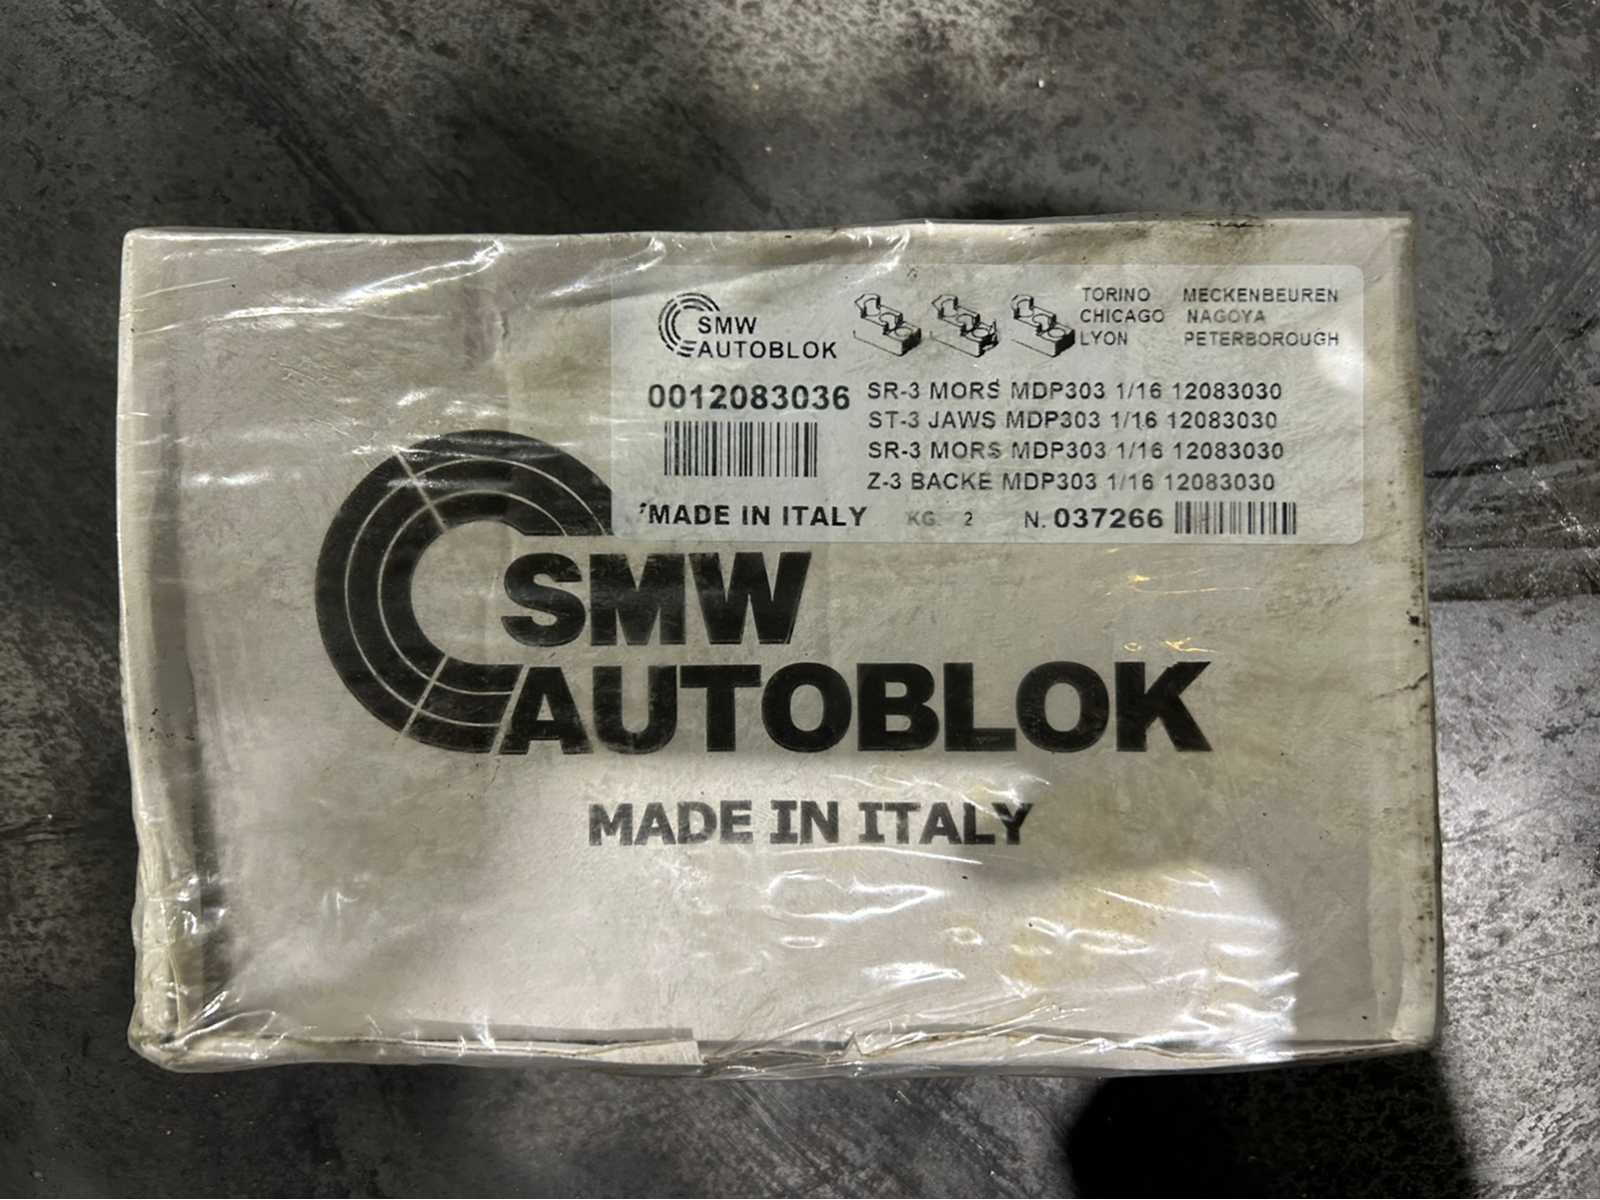 SMW
AUTOBLOK
TORINO MECKENBEUREN
CHICAGO NAGOYA
LYON PETERBOROUGH
0012083036
SR-3 MORS MDP303 1/16 12083030
ST-3 JAWS MDP303 1/16 12083030
SR-3 MORS MDP303 1/16 12083030
Z-3 BACKE MDP303 1/16 12083030
MADE IN ITALY KG. 2 N. 037266
SMW
AUTOBLOK
MADE IN ITALY